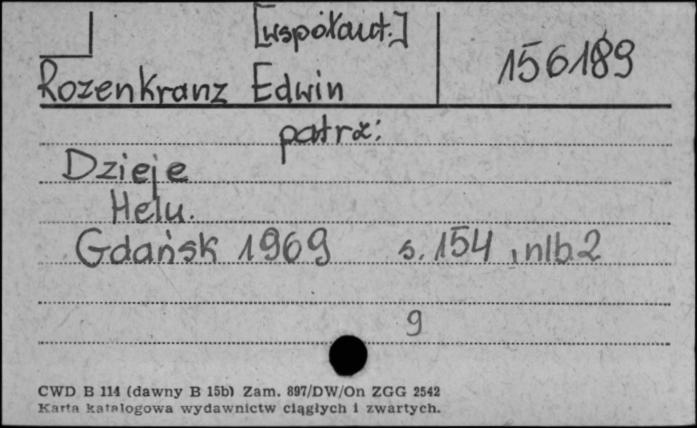 [współaut.]
156189
Rozenkranz Edwin
patrz:
Dzieje
Helu.
Gdańsk 1969 s. 154, nlb. 2
9
CWD B 114 (dawny B 15b) Zam. 897/DW/On ZGG 2542
Karta katalogowa wydawnictw ciągłych i zwartych.